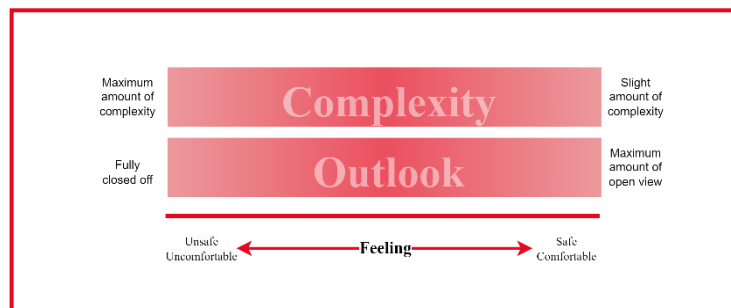 Maximum
amount of
complexity
Complexity
Slight
amount of
complexity
Fully
closed off
Outlook
Maximum
amount of
open view
Unsafe
Uncomfortable
Feeling
Safe
Comfortable